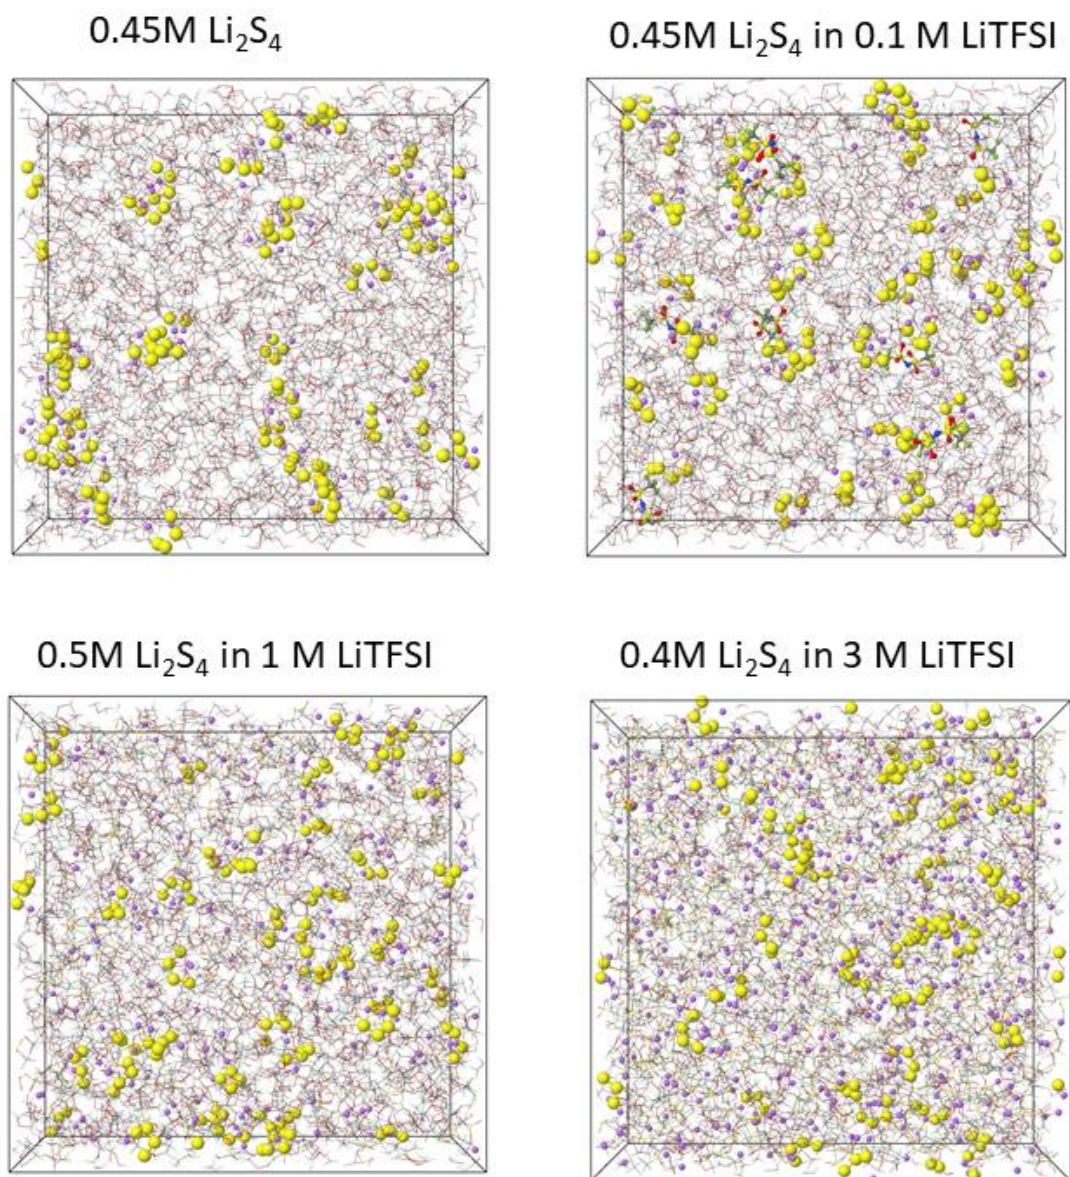 0.45M Li₂S₄
0.45M Li₂S₄ in 0.1 M LiTFSI
0.5M Li₂S₄ in 1 M LiTFSI
0.4M Li₂S₄ in 3 M LiTFSI